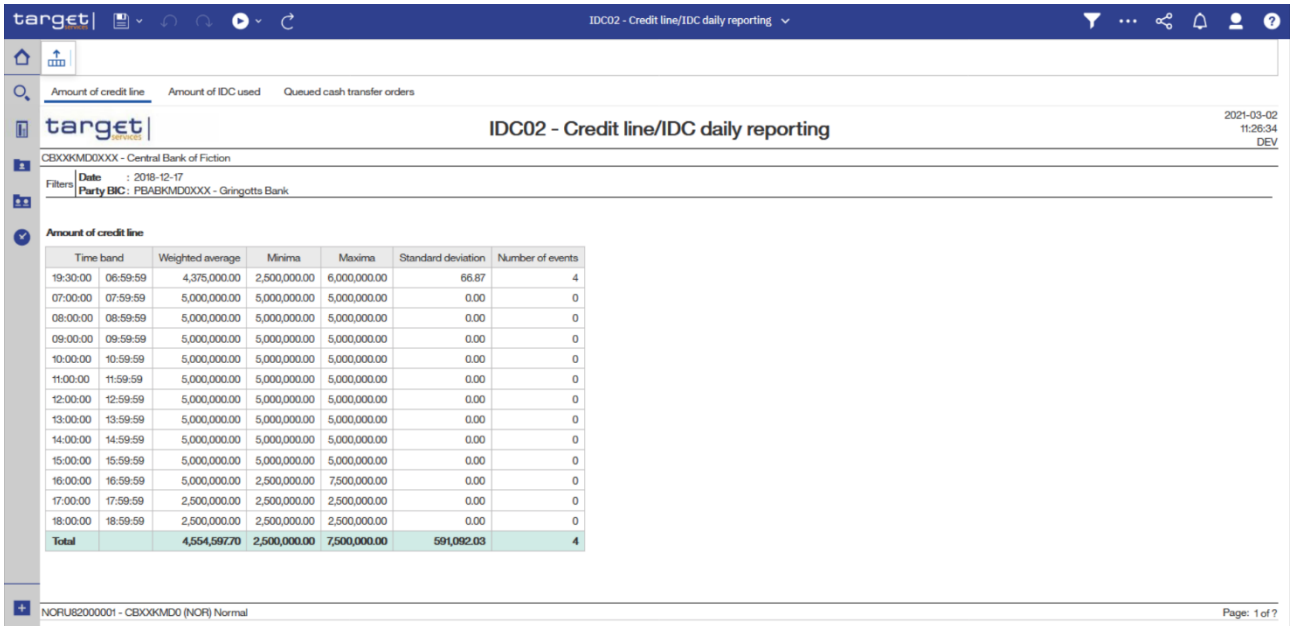 target| services IDC02 - Credit line/IDC daily reporting
Amount of credit line Amount of IDC used Queued cash transfer orders
target| services IDC02 - Credit line/IDC daily reporting
2021-03-02
11:26:34
DEV
CBXXKMD0XXX - Central Bank of Fiction
Filters Date : 2018-12-17
Party BIC : PBABKMD0XXX - Gringotts Bank
Amount of credit line
Time band Weighted average Minima Maxima Standard deviation Number of events
19:30:00 06:59:59 4,375,000.00 2,500,000.00 6,000,000.00 66.87 4
07:00:00 07:59:59 5,000,000.00 5,000,000.00 5,000,000.00 0.00 0
08:00:00 08:59:59 5,000,000.00 5,000,000.00 5,000,000.00 0.00 0
09:00:00 09:59:59 5,000,000.00 5,000,000.00 5,000,000.00 0.00 0
10:00:00 10:59:59 5,000,000.00 5,000,000.00 5,000,000.00 0.00 0
11:00:00 11:59:59 5,000,000.00 5,000,000.00 5,000,000.00 0.00 0
12:00:00 12:59:59 5,000,000.00 5,000,000.00 5,000,000.00 0.00 0
13:00:00 13:59:59 5,000,000.00 5,000,000.00 5,000,000.00 0.00 0
14:00:00 14:59:59 5,000,000.00 5,000,000.00 5,000,000.00 0.00 0
15:00:00 15:59:59 5,000,000.00 5,000,000.00 5,000,000.00 0.00 0
16:00:00 16:59:59 5,000,000.00 2,500,000.00 7,500,000.00 0.00 0
17:00:00 17:59:59 2,500,000.00 2,500,000.00 2,500,000.00 0.00 0
18:00:00 18:59:59 2,500,000.00 2,500,000.00 2,500,000.00 0.00 0
Total 4,554,597.70 2,500,000.00 7,500,000.00 591,092.03 4
NORU82000001 - CBXXKMD0 (NOR) Normal Page: 1 of ?